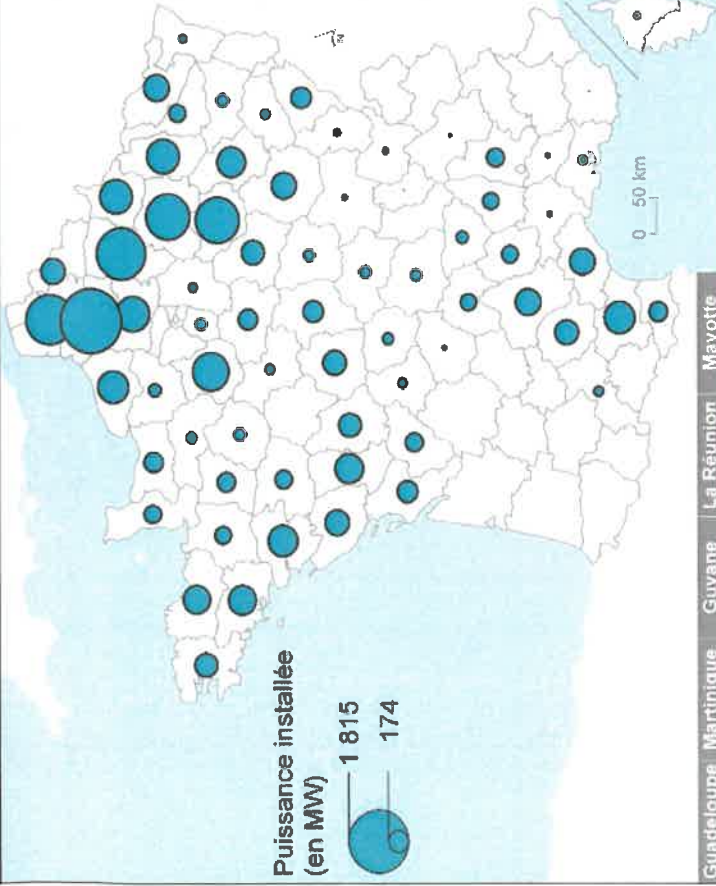 Puissance installée
(en MW)
1 815
174
0 50 km
N
Guadeloupe Martinique Guyane La Réunion Mayotte